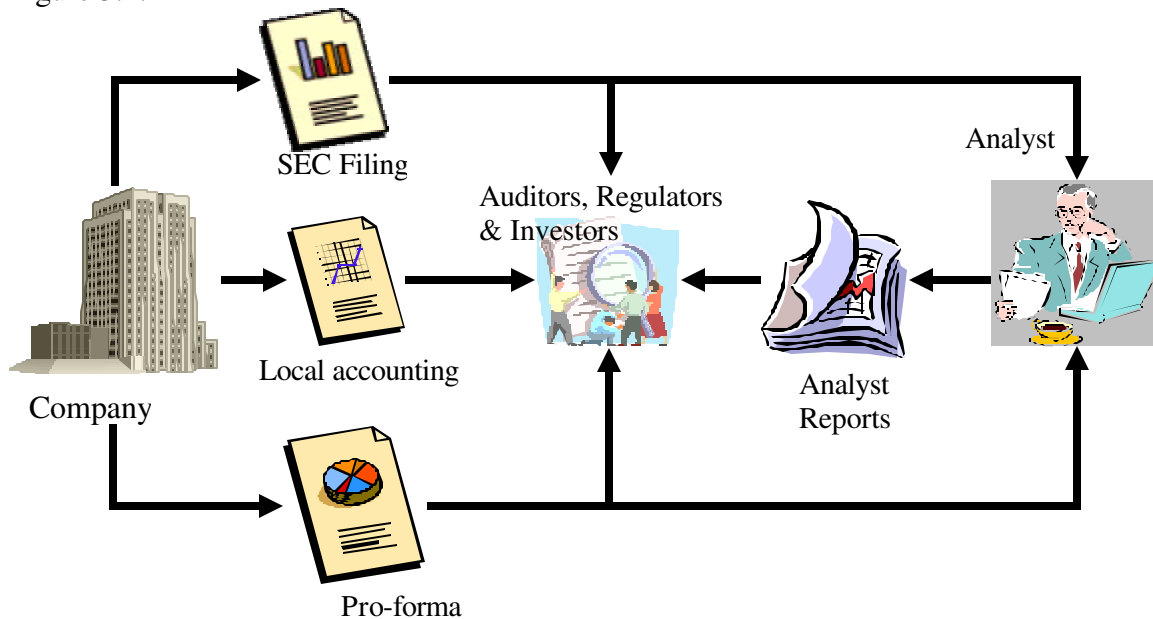 SEC Filing
Analyst
Auditors, Regulators
& Investors
Local accounting
Company
Analyst
Reports
Pro-forma